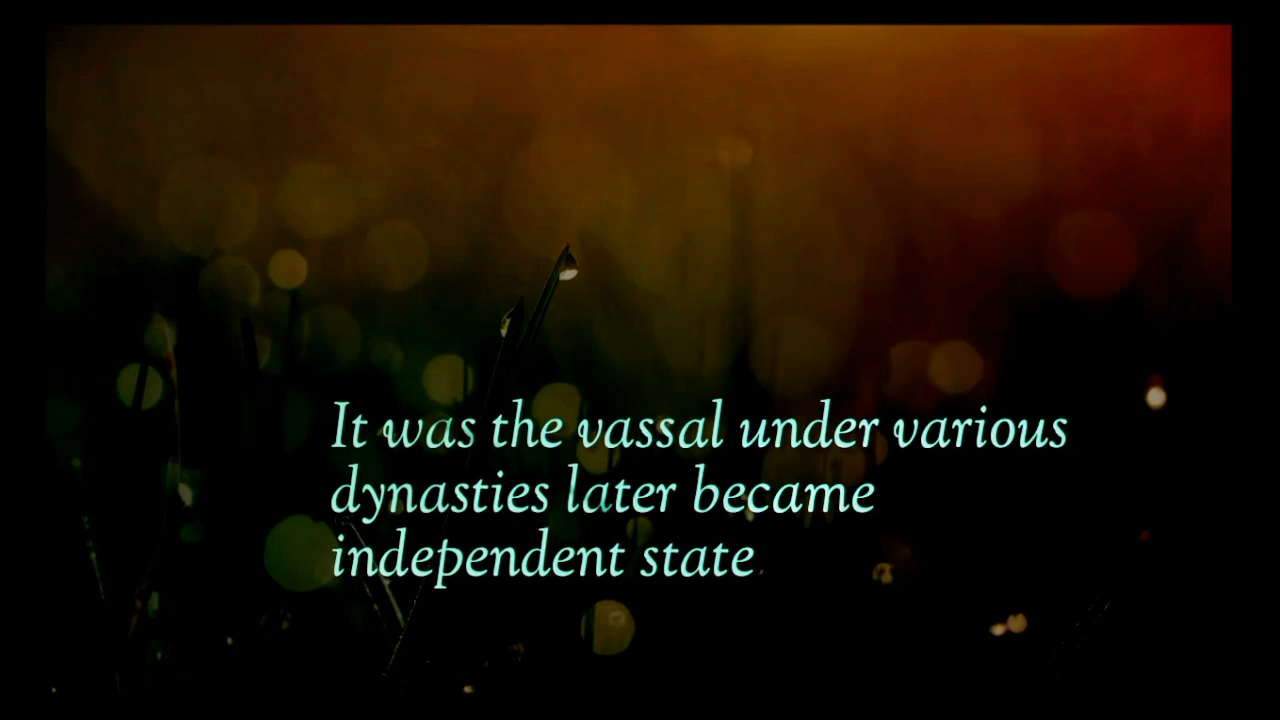 It was the vassal under various
dynasties later became
independent state